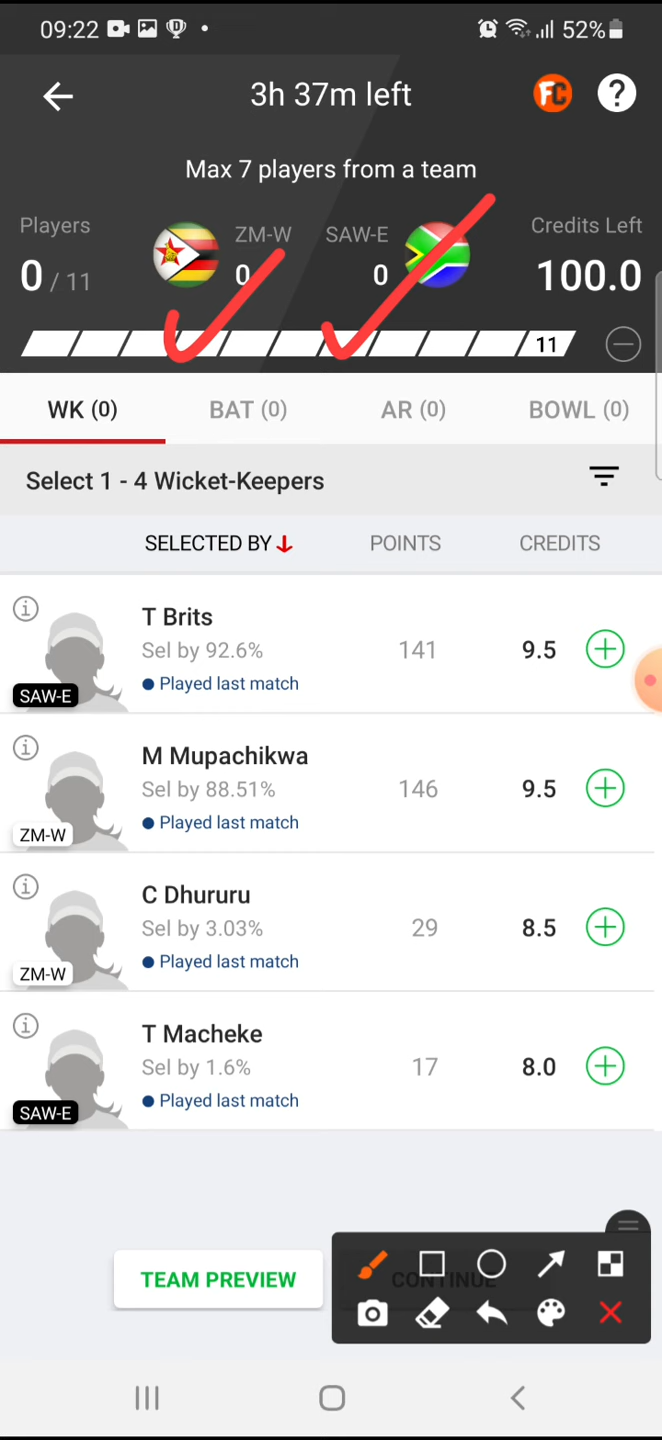 09:22
52%
3h 37m left
FC
?
Max 7 players from a team
Players
ZM-W
SAW-E
Credits Left
0 / 11
0
0
100.0
11
WK (0)
BAT (0)
AR (0)
BOWL (0)
Select 1 - 4 Wicket-Keepers
SELECTED BY
POINTS
CREDITS
T Brits
Sel by 92.6%
141
9.5
Played last match
SAW-E
M Mupachikwa
Sel by 88.51%
146
9.5
Played last match
ZM-W
C Dhururu
Sel by 3.03%
29
8.5
Played last match
ZM-W
T Macheke
Sel by 1.6%
17
8.0
Played last match
SAW-E
TEAM PREVIEW
CONTINUE